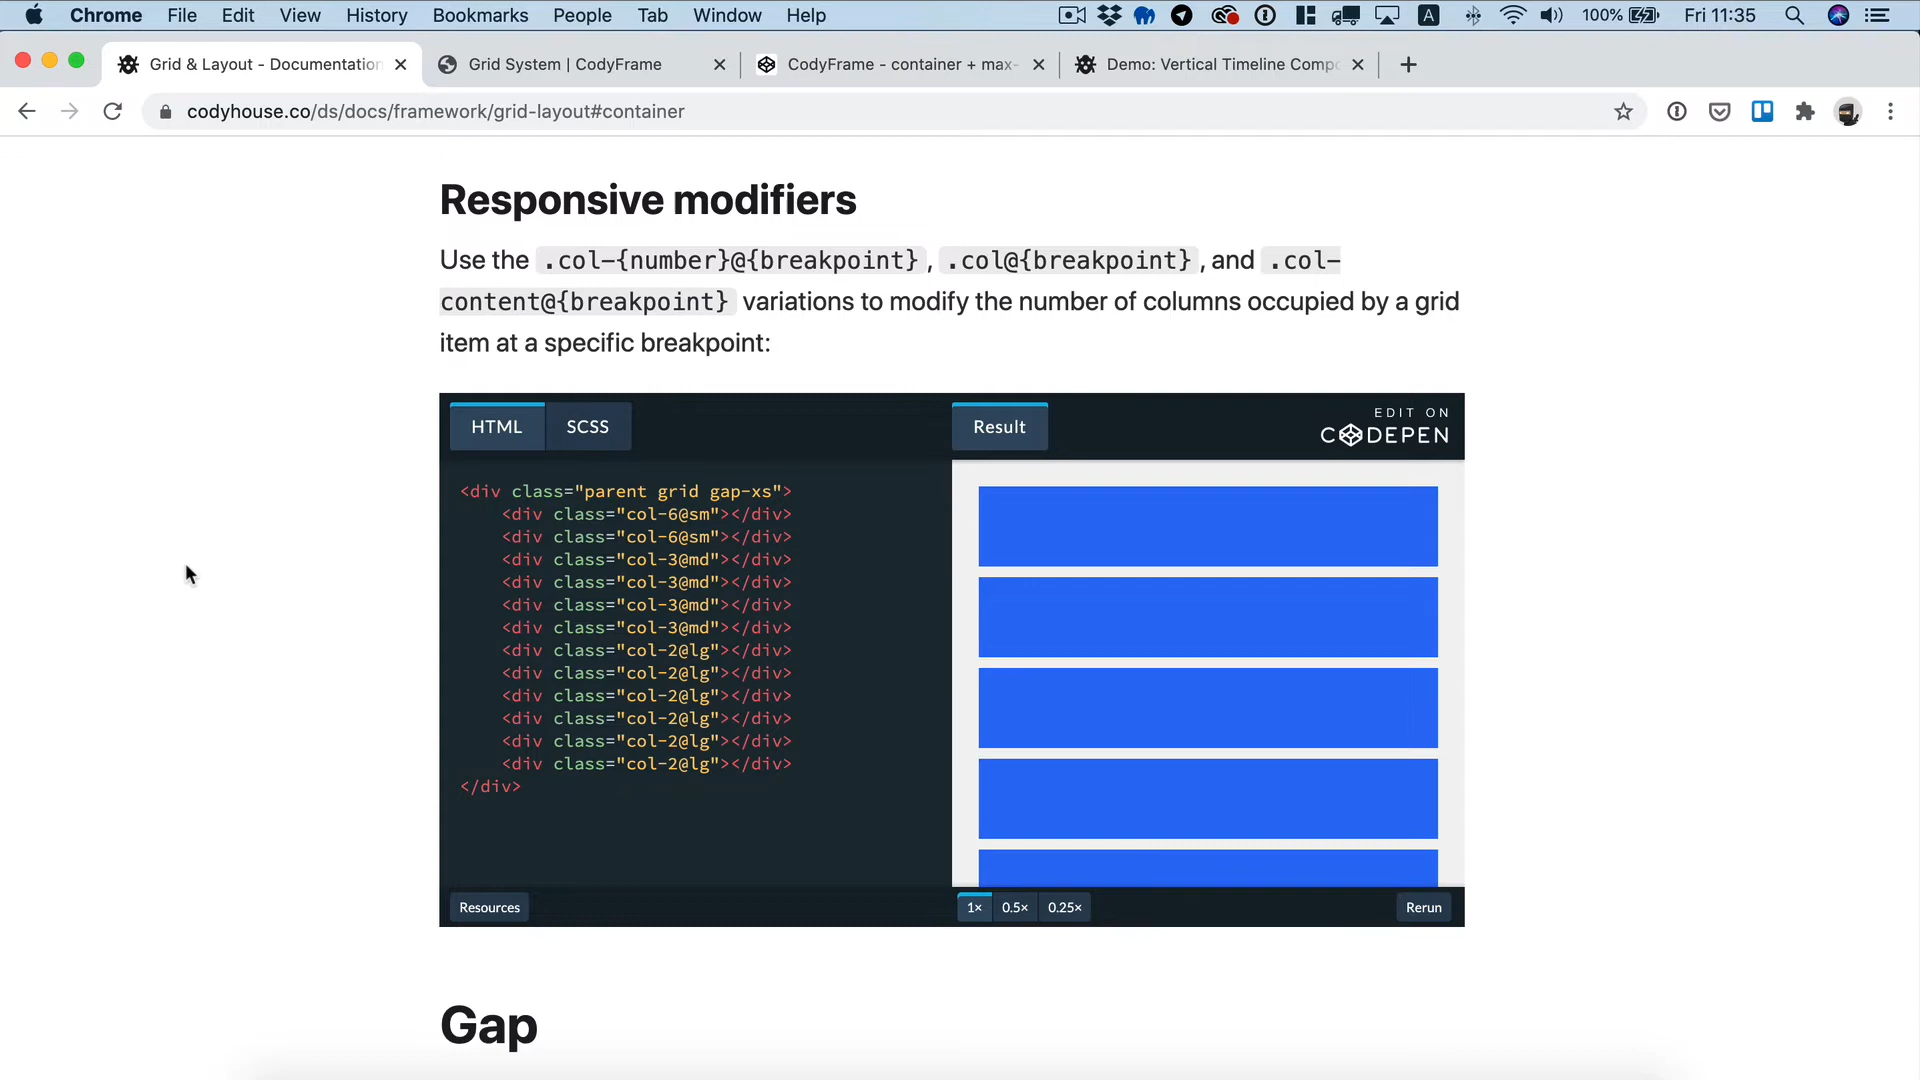 Chrome File Edit View History Bookmarks People Tab Window Help A 100% Fri 11:35
Grid & Layout - Documentation Grid System | CodyFrame CodyFrame - container + max- Demo: Vertical Timeline Compo
codyhouse.co/ds/docs/framework/grid-layout#container
Responsive modifiers
Use the .col-{number}@{breakpoint}, .col@{breakpoint}, and .col-
content@{breakpoint} variations to modify the number of columns occupied by a grid
item at a specific breakpoint:
HTML SCSS Result EDIT ON
CODEPEN
<div class="parent grid gap-xs">
<div class="col-6@sm"></div>
<div class="col-6@sm"></div>
<div class="col-3@md"></div>
<div class="col-3@md"></div>
<div class="col-3@md"></div>
<div class="col-3@md"></div>
<div class="col-2@lg"></div>
<div class="col-2@lg"></div>
<div class="col-2@lg"></div>
<div class="col-2@lg"></div>
<div class="col-2@lg"></div>
<div class="col-2@lg"></div>
</div>
Resources 1× 0.5× 0.25× Rerun
Gap